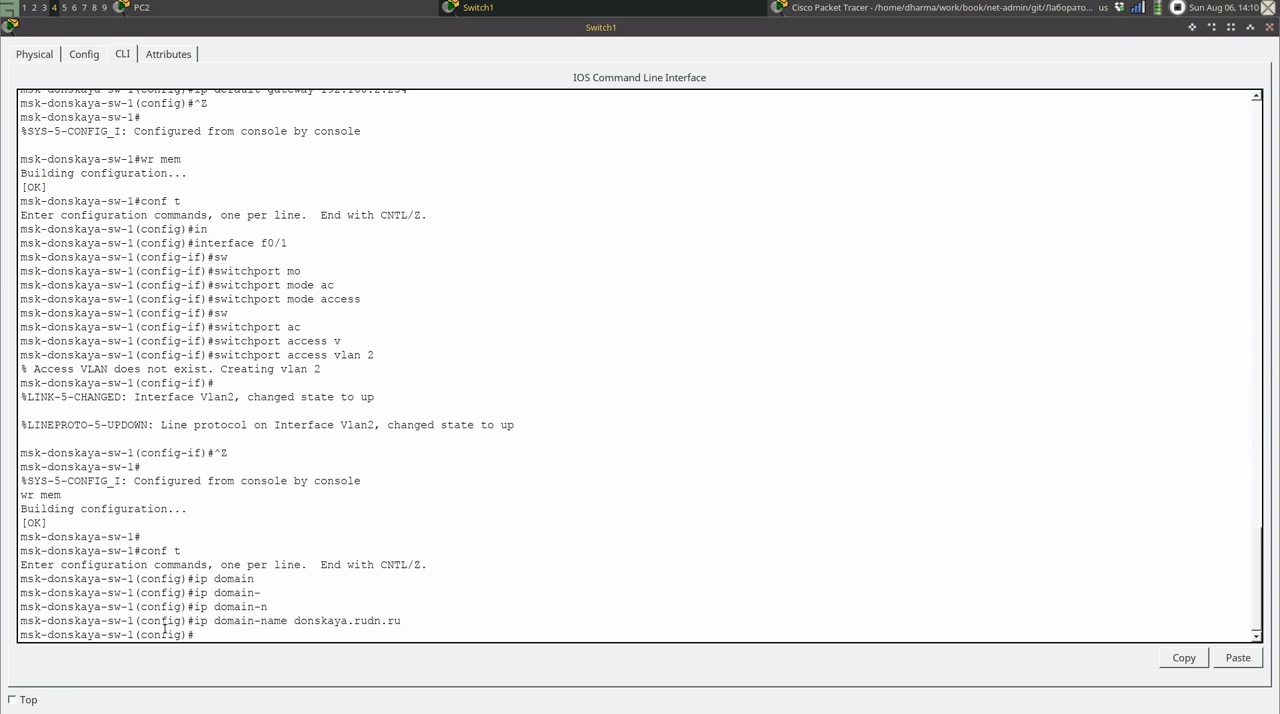 1 2 3 4 5 6 7 8 9 PC2 Switch1 Cisco Packet Tracer - /home/dharma/work/book/net-admin/git//Лаборато... us Sun Aug 06, 14:10
Switch1
Physical Config CLI Attributes
IOS Command Line Interface
msk-donskaya-sw-1(config)#ip default-gateway 192.168.2.254
msk-donskaya-sw-1(config)#^Z
msk-donskaya-sw-1#
%SYS-5-CONFIG_I: Configured from console by console
msk-donskaya-sw-1#wr mem
Building configuration...
[OK]
msk-donskaya-sw-1#conf t
Enter configuration commands, one per line.  End with CNTL/Z.
msk-donskaya-sw-1(config)#in
msk-donskaya-sw-1(config)#interface f0/1
msk-donskaya-sw-1(config-if)#sw
msk-donskaya-sw-1(config-if)#switchport mo
msk-donskaya-sw-1(config-if)#switchport mode ac
msk-donskaya-sw-1(config-if)#switchport mode access
msk-donskaya-sw-1(config-if)#sw
msk-donskaya-sw-1(config-if)#switchport ac
msk-donskaya-sw-1(config-if)#switchport access v
msk-donskaya-sw-1(config-if)#switchport access vlan 2
% Access VLAN does not exist. Creating vlan 2
msk-donskaya-sw-1(config-if)#
%LINK-5-CHANGED: Interface Vlan2, changed state to up
%LINEPROTO-5-UPDOWN: Line protocol on Interface Vlan2, changed state to up
msk-donskaya-sw-1(config-if)#^Z
msk-donskaya-sw-1#
%SYS-5-CONFIG_I: Configured from console by console
wr mem
Building configuration...
[OK]
msk-donskaya-sw-1#
msk-donskaya-sw-1#conf t
Enter configuration commands, one per line.  End with CNTL/Z.
msk-donskaya-sw-1(config)#ip domain
msk-donskaya-sw-1(config)#ip domain-
msk-donskaya-sw-1(config)#ip domain-n
msk-donskaya-sw-1(config)#ip domain-name donskaya.rudn.ru
msk-donskaya-sw-1(config)#
Copy Paste
Top